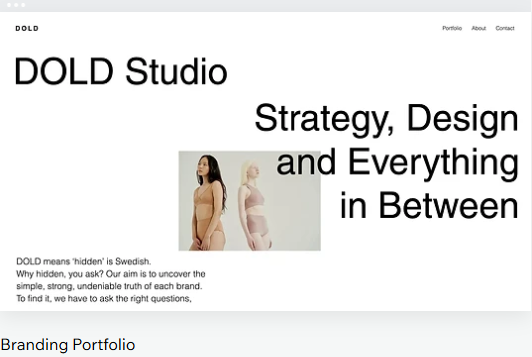 DOLD
Portfolio About Contact
DOLD Studio
Strategy, Design
and Everything
in Between
DOLD means ‘hidden’ is Swedish.
Why hidden, you ask? Our aim is to uncover the
simple, strong, undeniable truth of each brand.
To find it, we have to ask the right questions,
Branding Portfolio